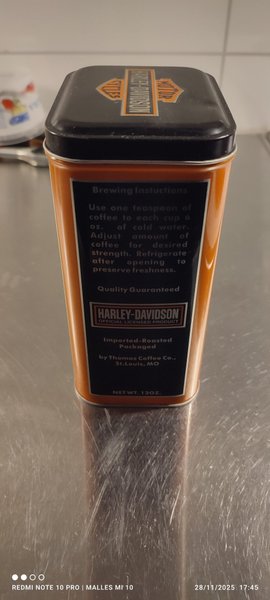 HARLEY-DAVIDSON
Brewing Instuctions
Use one teaspoon of
coffee to each cup 6
oz. of cold water.
Adjust amount of
coffee for desired
strength. Refrigerate
after opening to
preserve freshness.
Quality Guaranteed
HARLEY-DAVIDSON
OFFICIAL LICENSED PRODUCT
Imported-Roasted
Packaged
by Thomas Coffee Co.,
St. Louis, MO
NET WT. 12OZ.
REDMI NOTE 10 PRO | MALLES MI 10
28/11/2025 17:45